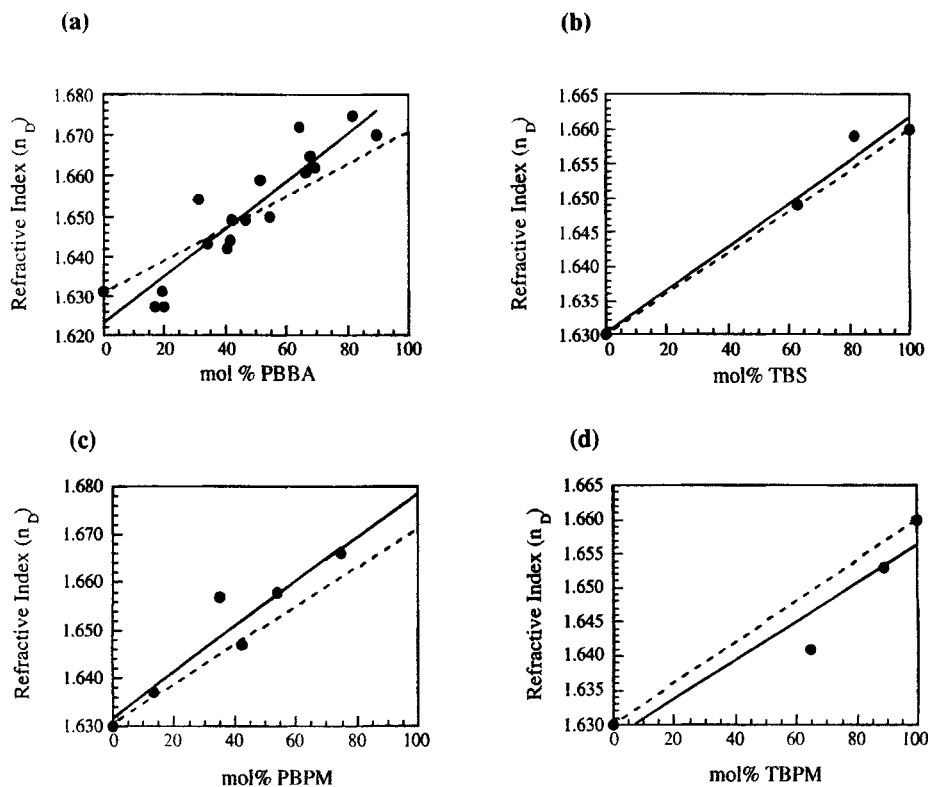 (a)
Refractive Index (n_D)
1.680
1.670
1.660
1.650
1.640
1.630
1.620
0 20 40 60 80 100
mol % PBBA
(b)
Refractive Index (n_D)
1.665
1.660
1.655
1.650
1.645
1.640
1.635
1.630
0 20 40 60 80 100
mol% TBS
(c)
Refractive Index (n_D)
1.680
1.670
1.660
1.650
1.640
1.630
0 20 40 60 80 100
mol% PBPM
(d)
Refractive Index (n_D)
1.665
1.660
1.655
1.650
1.645
1.640
1.635
1.630
0 20 40 60 80 100
mol% TBPM